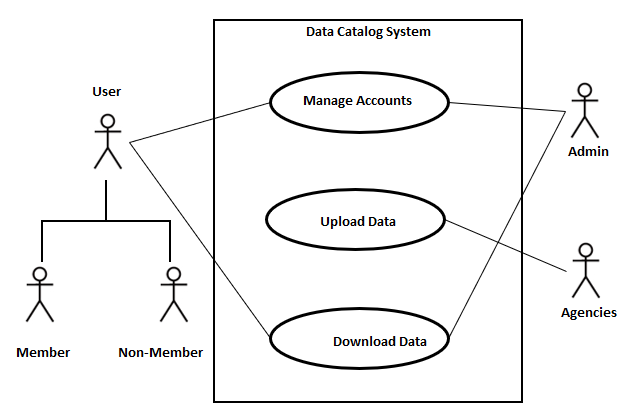 Data Catalog System
User
Manage Accounts
Admin
Upload Data
Agencies
Download Data
Member
Non-Member